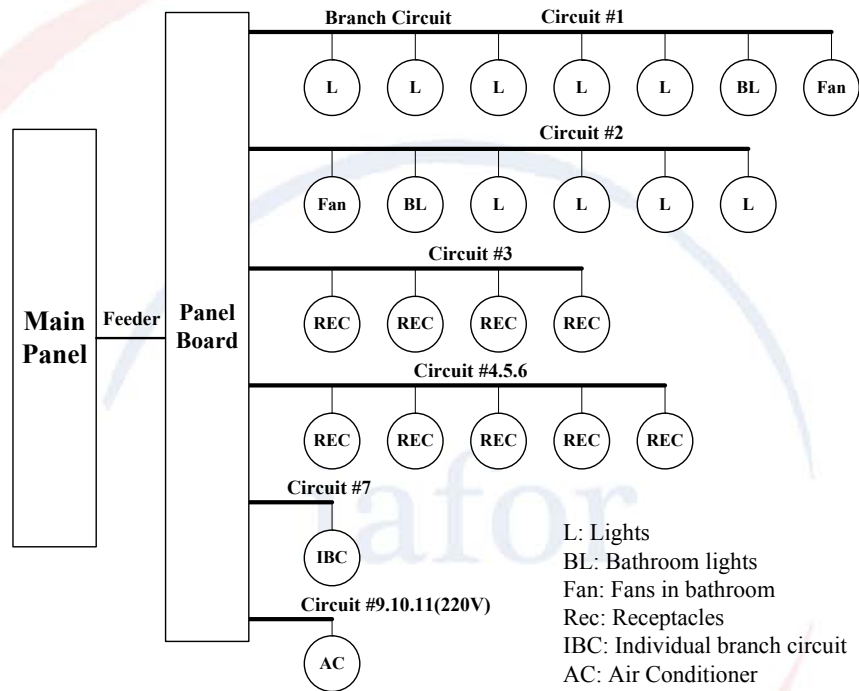 Branch Circuit Circuit #1
L L L L L BL Fan
Circuit #2
Fan BL L L L L
Circuit #3
REC REC REC REC
Main
Panel
Feeder
Panel
Board
Circuit #4.5.6
REC REC REC REC REC
Circuit #7
IBC
Circuit #9.10.11(220V)
AC
L: Lights
BL: Bathroom lights
Fan: Fans in bathroom
Rec: Receptacles
IBC: Individual branch circuit
AC: Air Conditioner
iafor